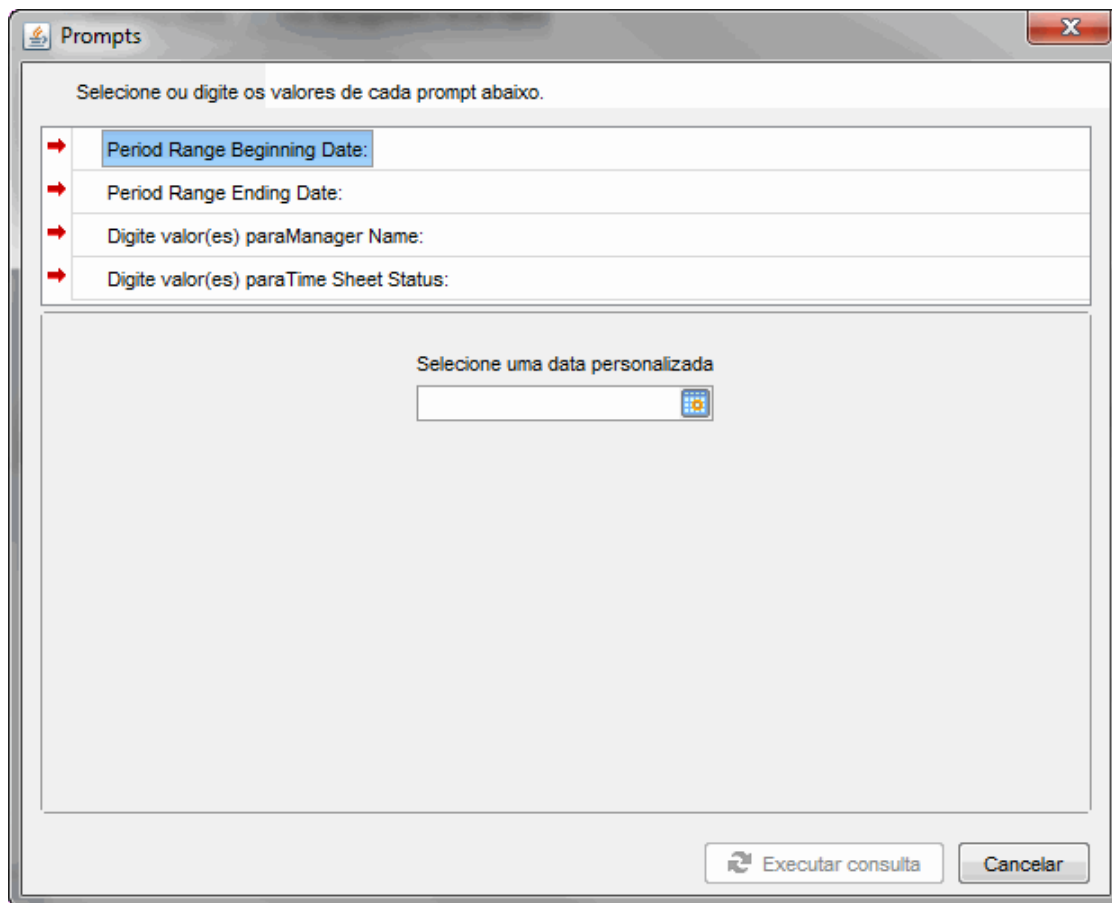 Prompts
Selecione ou digite os valores de cada prompt abaixo.
Period Range Beginning Date:
Period Range Ending Date:
Digite valor(es) paraManager Name:
Digite valor(es) paraTime Sheet Status:
Selecione uma data personalizada
Executar consulta
Cancelar